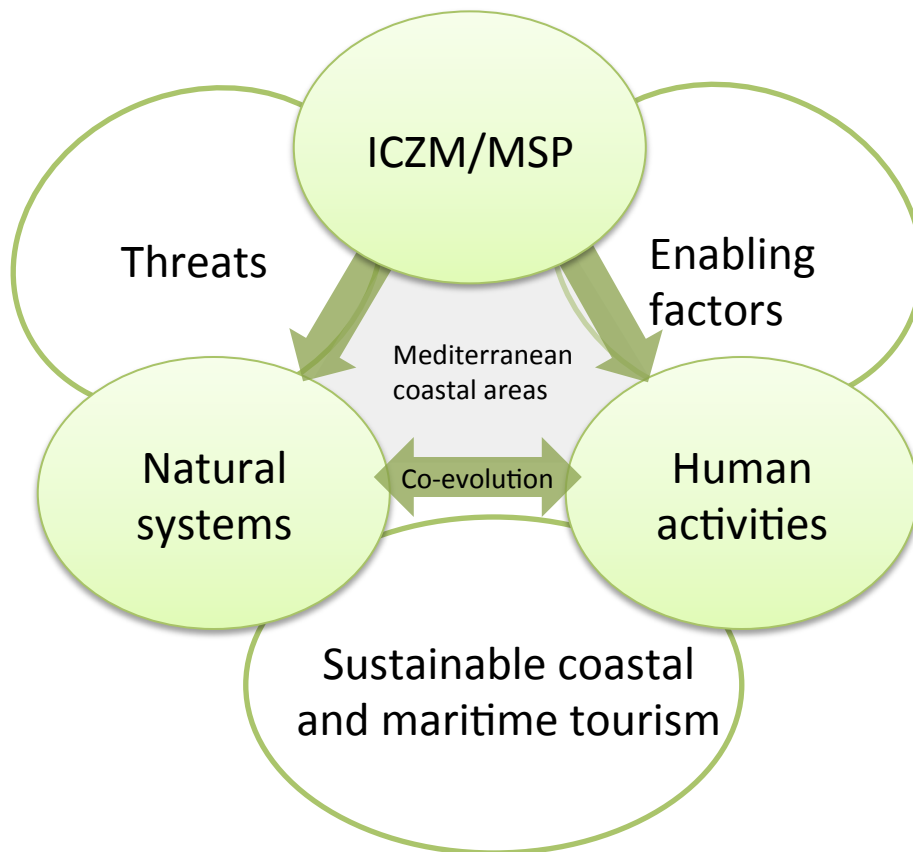 ICZM/MSP
Threats
Enabling
factors
Mediterranean
coastal areas
Natural
systems
Co-evolution
Human
activities
Sustainable coastal
and maritime tourism